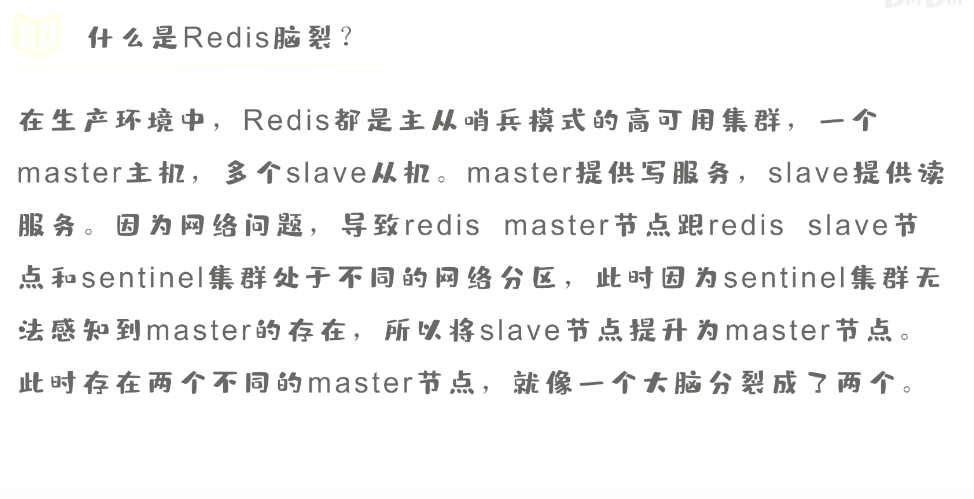 什么是Redis脑裂？
在生产环境中，Redis都是主从哨兵模式的高可用集群，一个
master主机，多个slave从机。master提供写服务，slave提供读
服务。因为网络问题，导致redis master节点跟redis slave节
点和sentinel集群处于不同的网络分区，此时因为sentinel集群无
法感知到master的存在，所以将slave节点提升为master节点。
此时存在两个不同的master节点，就像一个大脑分裂成了两个。